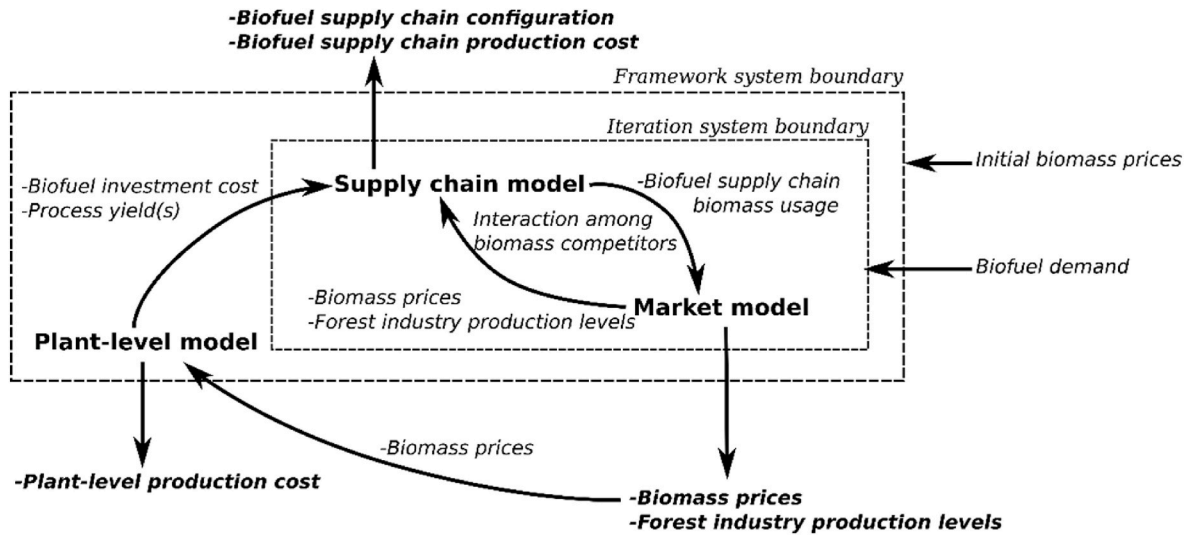 -Biofuel supply chain configuration
-Biofuel supply chain production cost
Framework system boundary
Iteration system boundary
Initial biomass prices
-Biofuel investment cost
-Process yield(s)
Supply chain model
-Biofuel supply chain
biomass usage
Interaction among
biomass competitors
Biofuel demand
-Biomass prices
-Forest industry production levels
Market model
Plant-level model
-Biomass prices
-Plant-level production cost
-Biomass prices
-Forest industry production levels